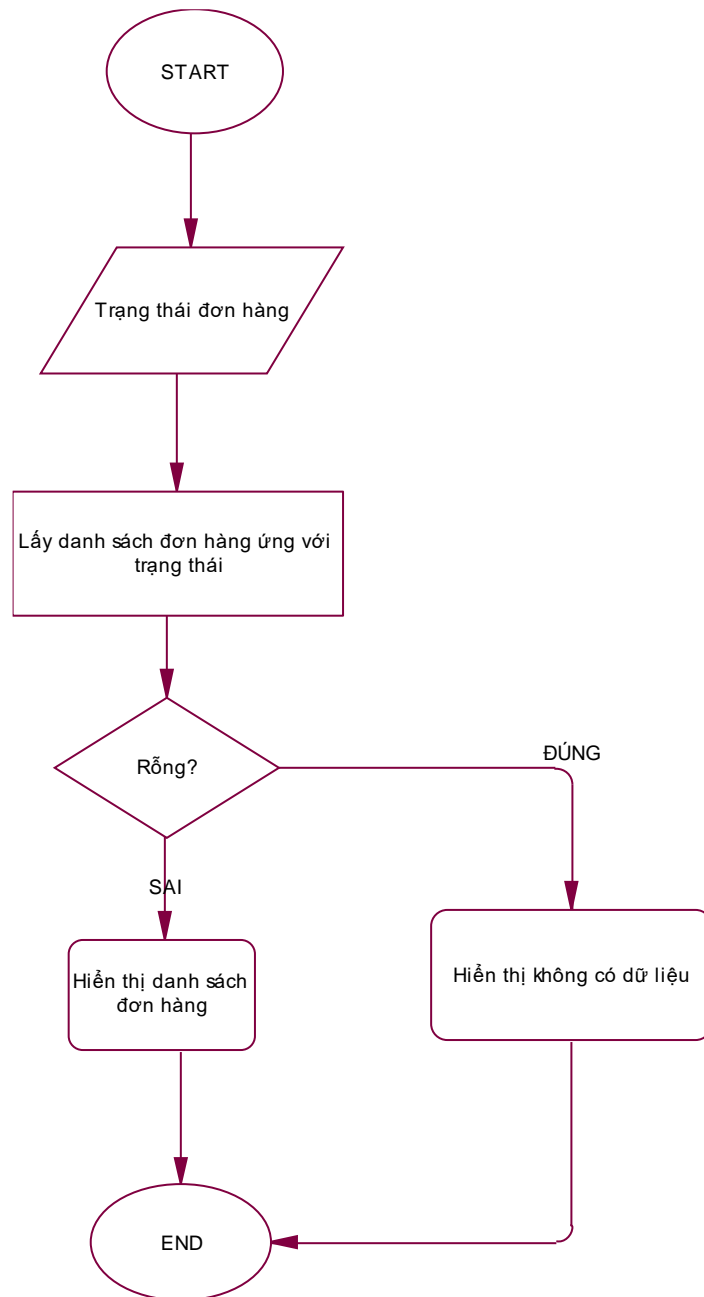 START
Trạng thái đơn hàng
Lấy danh sách đơn hàng ứng với
trạng thái
Rỗng?
ĐÚNG
SAI
Hiển thị danh sách
đơn hàng
Hiển thị không có dữ liệu
END